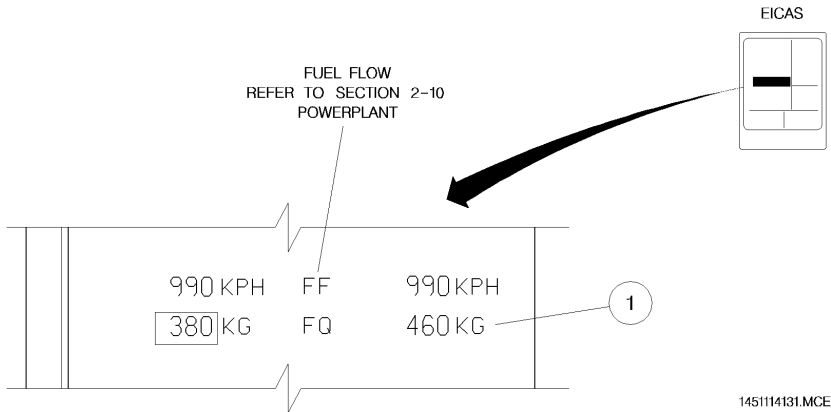 EICAS
FUEL FLOW
REFER TO SECTION 2-10
POWERPLANT
990 KPH FF 990 KPH
380 KG FQ 460 KG
1
1451114131.MCE